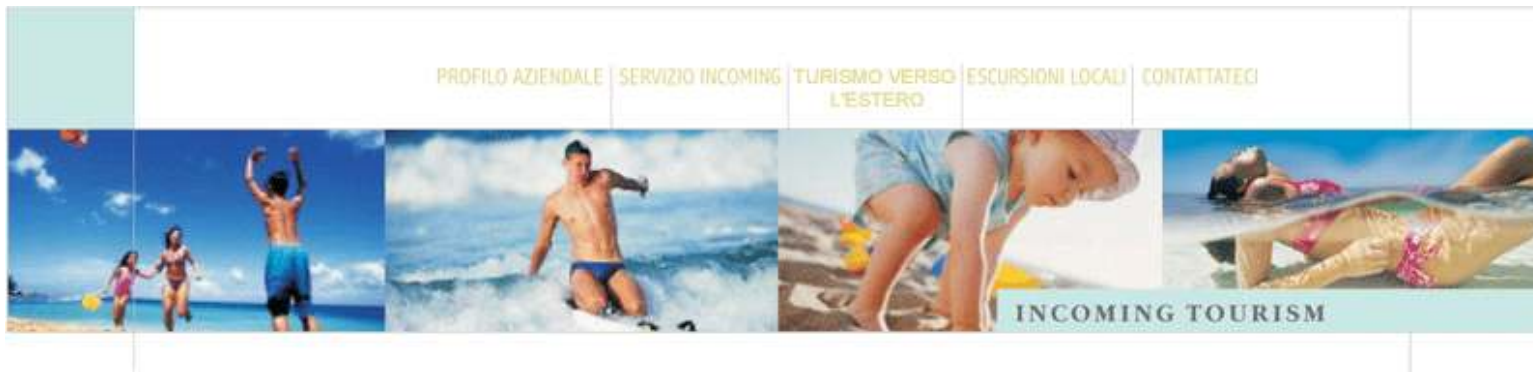 PROFILO AZIENDALE
SERVIZIO INCOMING
TURISMO VERSO
L'ESTERO
ESCURSIONI LOCALI
CONTATTATECI
INCOMING TOURISM